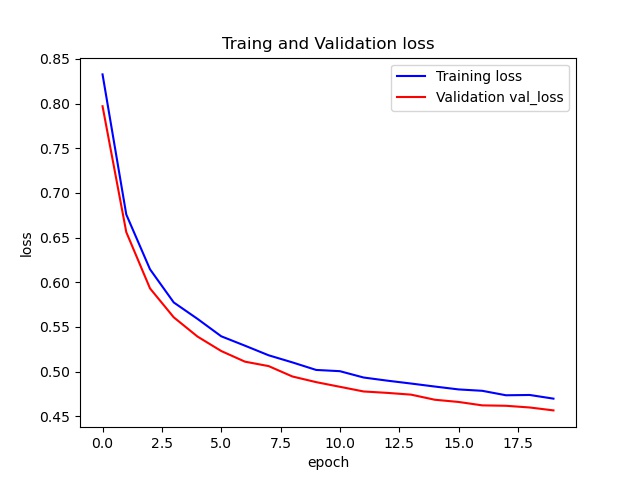 Traing and Validation loss
Training loss
Validation val_loss
0.85
0.80
0.75
0.70
0.65
0.60
0.55
0.50
0.45
loss
0.0 2.5 5.0 7.5 10.0 12.5 15.0 17.5
epoch